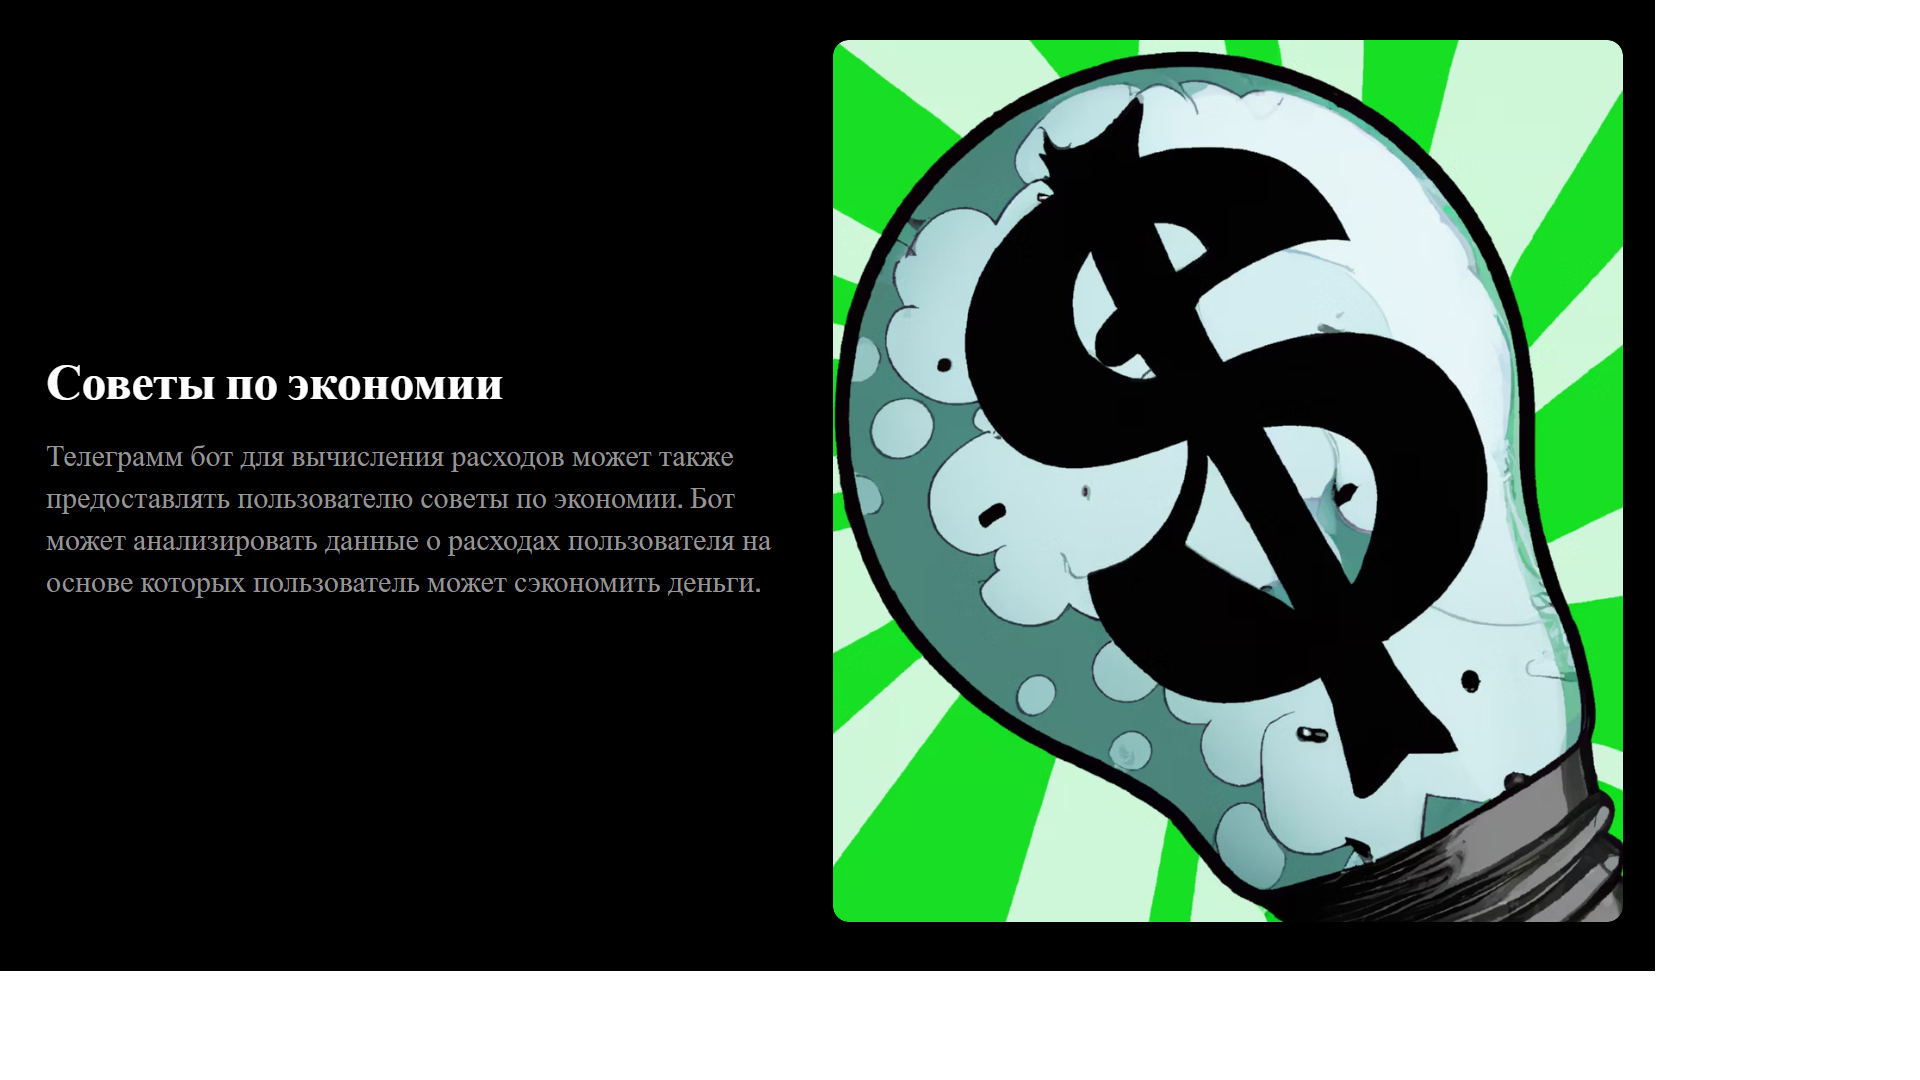 Советы по экономии
Телеграмм бот для вычисления расходов может также
предоставлять пользователю советы по экономии. Бот
может анализировать данные о расходах пользователя на
основе которых пользователь может сэкономить деньги.